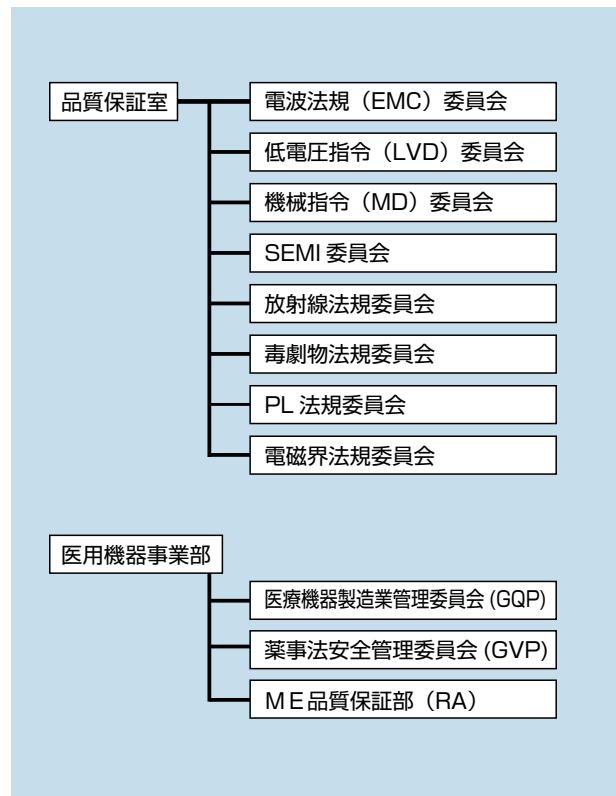 品質保証室
電波法規（EMC）委員会
低電圧指令（LVD）委員会
機械指令（MD）委員会
SEMI 委員会
放射線法規委員会
毒劇物法規委員会
PL 法規委員会
電磁界法規委員会
医用機器事業部
医療機器製造業管理委員会 (GQP)
薬事法安全管理委員会 (GVP)
ＭＥ品質保証部（RA）